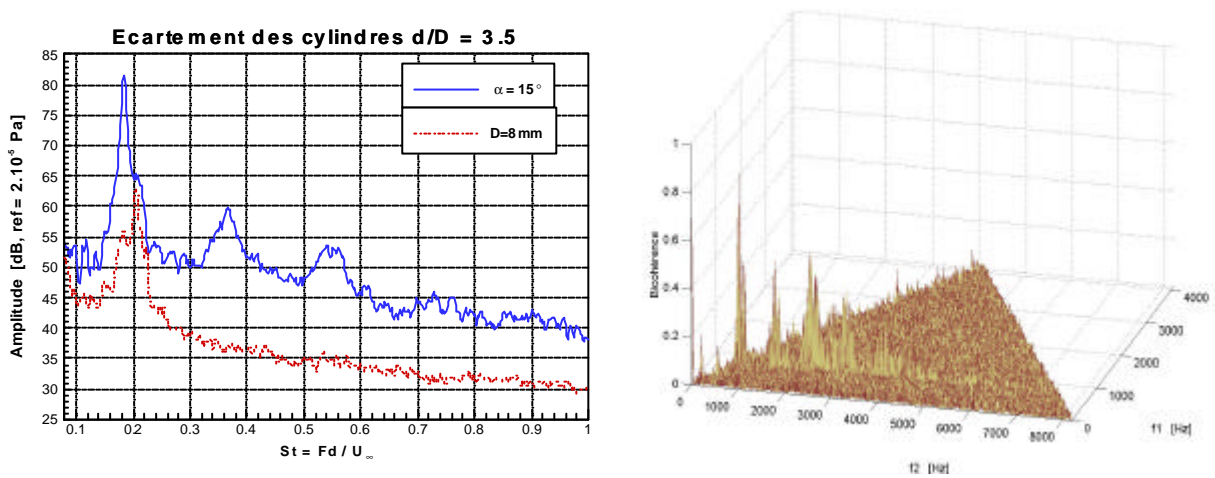 Ecartement des cylindres d/D = 3.5
85
80
75
70
65
60
55
50
45
40
35
30
25
Amplitude [dB, ref = 2.10⁻⁵ Pa]
α = 15°
D=8mm
0.1 0.2 0.3 0.4 0.5 0.6 0.7 0.8 0.9 1
St = Fd / U∞
1
0.8
0.6
0.4
0.2
0
Bicohérence
0 1000 2000 3000 4000 5000 6000 7000 8000
f2 [Hz]
0 1000 2000 3000 4000
f1 [Hz]